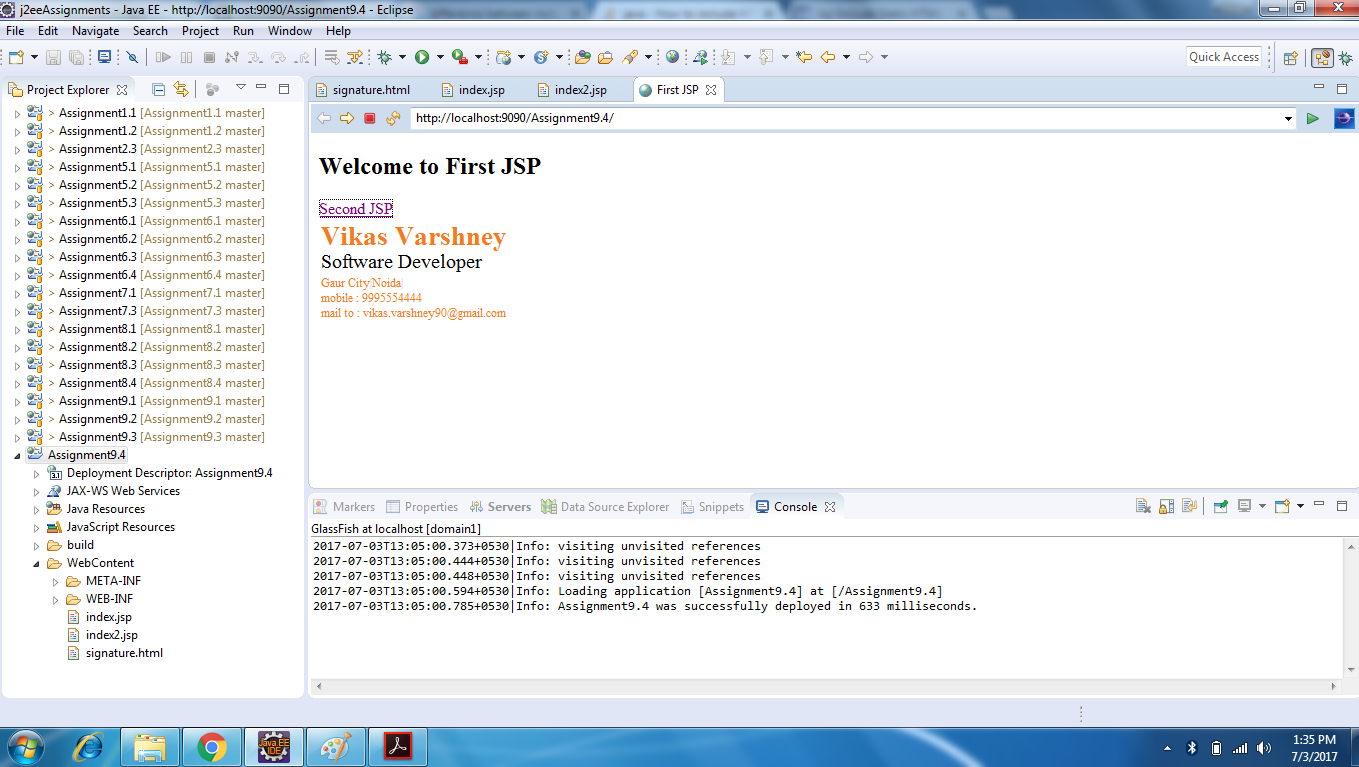 j2eeAssignments - Java EE - http://localhost:9090/Assignment9.4/ - Eclipse
File Edit Navigate Search Project Run Window Help
Quick Access
Project Explorer
signature.html index.jsp index2.jsp First JSP
http://localhost:9090/Assignment9.4/
> Assignment1.1 [Assignment1.1 master]
> Assignment1.2 [Assignment1.2 master]
> Assignment2.3 [Assignment2.3 master]
> Assignment5.1 [Assignment5.1 master]
> Assignment5.2 [Assignment5.2 master]
> Assignment5.3 [Assignment5.3 master]
> Assignment6.1 [Assignment6.1 master]
> Assignment6.2 [Assignment6.2 master]
> Assignment6.3 [Assignment6.3 master]
> Assignment6.4 [Assignment6.4 master]
> Assignment7.1 [Assignment7.1 master]
> Assignment7.3 [Assignment7.3 master]
> Assignment8.1 [Assignment8.1 master]
> Assignment8.2 [Assignment8.2 master]
> Assignment8.3 [Assignment8.3 master]
> Assignment8.4 [Assignment8.4 master]
> Assignment9.1 [Assignment9.1 master]
> Assignment9.2 [Assignment9.2 master]
> Assignment9.3 [Assignment9.3 master]
Assignment9.4
3.1 Deployment Descriptor: Assignment9.4
JAX-WS Web Services
Java Resources
JavaScript Resources
build
WebContent
META-INF
WEB-INF
index.jsp
index2.jsp
signature.html
Welcome to First JSP
Second JSP
Vikas Varshney
Software Developer
Gaur City|Noida|
mobile : 9995554444
mail to : vikas.varshney90@gmail.com
Markers Properties Servers Data Source Explorer Snippets Console
GlassFish at localhost [domain1]
2017-07-03T13:05:00.373+0530|Info: visiting unvisited references
2017-07-03T13:05:00.444+0530|Info: visiting unvisited references
2017-07-03T13:05:00.448+0530|Info: visiting unvisited references
2017-07-03T13:05:00.594+0530|Info: Loading application [Assignment9.4] at [/Assignment9.4]
2017-07-03T13:05:00.785+0530|Info: Assignment9.4 was successfully deployed in 633 milliseconds.
Java EE
IDE
1:35 PM
7/3/2017